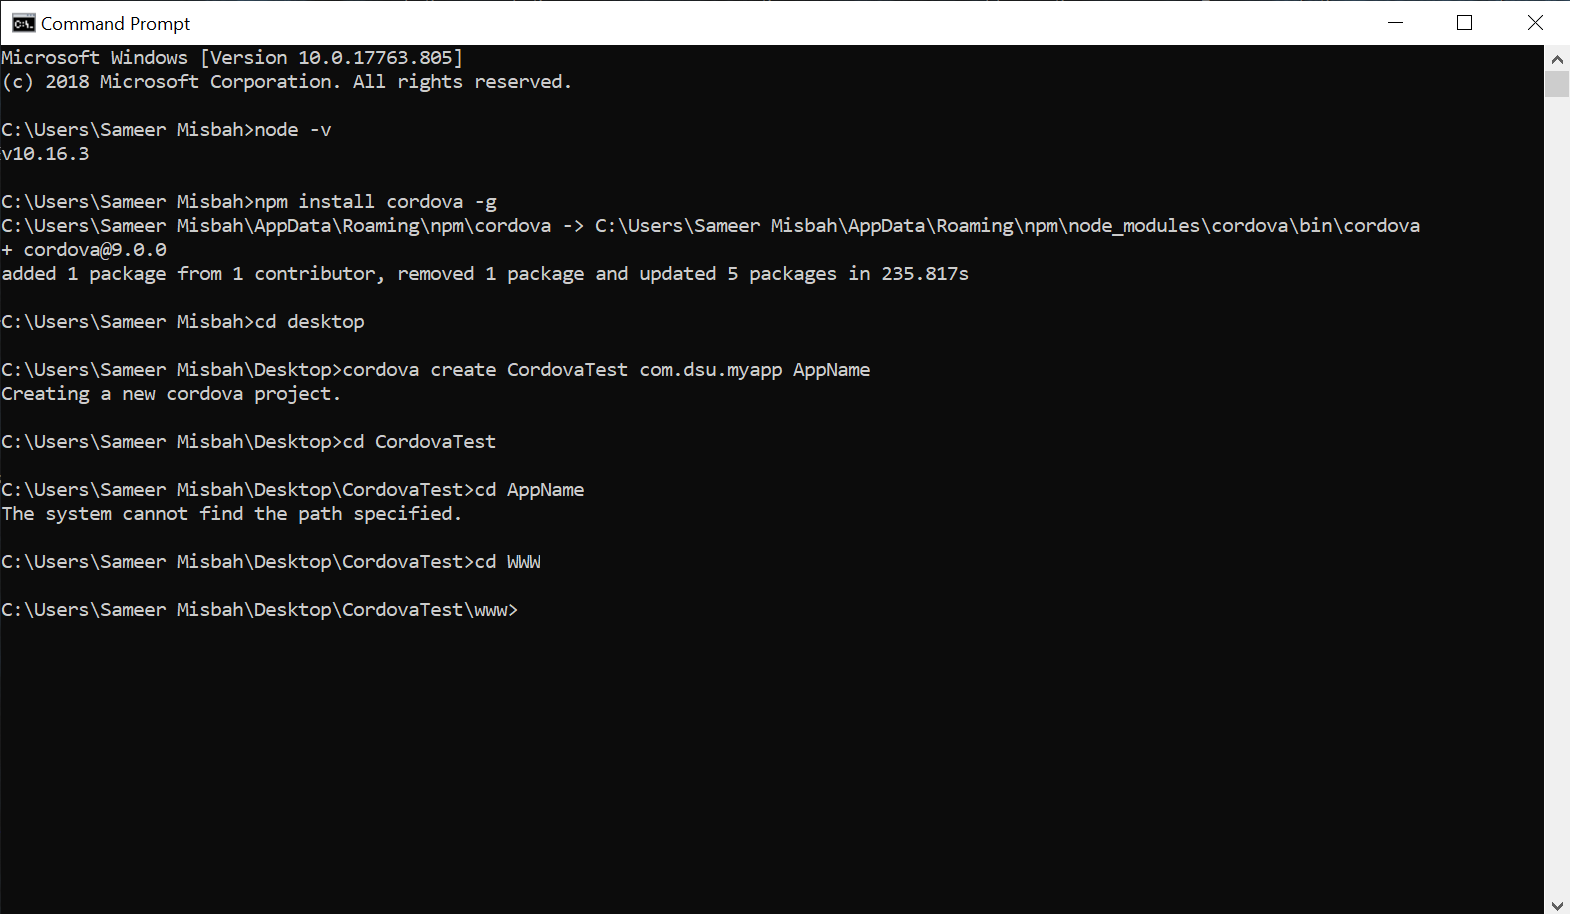 Command Prompt
Microsoft Windows [Version 10.0.17763.805]
(c) 2018 Microsoft Corporation. All rights reserved.
C:\Users\Sameer Misbah>node -v
v10.16.3
C:\Users\Sameer Misbah>npm install cordova -g
C:\Users\Sameer Misbah\AppData\Roaming\npm\cordova -> C:\Users\Sameer Misbah\AppData\Roaming\npm\node_modules\cordova\bin\cordova
+ cordova@9.0.0
added 1 package from 1 contributor, removed 1 package and updated 5 packages in 235.817s
C:\Users\Sameer Misbah>cd desktop
C:\Users\Sameer Misbah\Desktop>cordova create CordovaTest com.dsu.myapp AppName
Creating a new cordova project.
C:\Users\Sameer Misbah\Desktop>cd CordovaTest
C:\Users\Sameer Misbah\Desktop\CordovaTest>cd AppName
The system cannot find the path specified.
C:\Users\Sameer Misbah\Desktop\CordovaTest>cd WWW
C:\Users\Sameer Misbah\Desktop\CordovaTest\www>